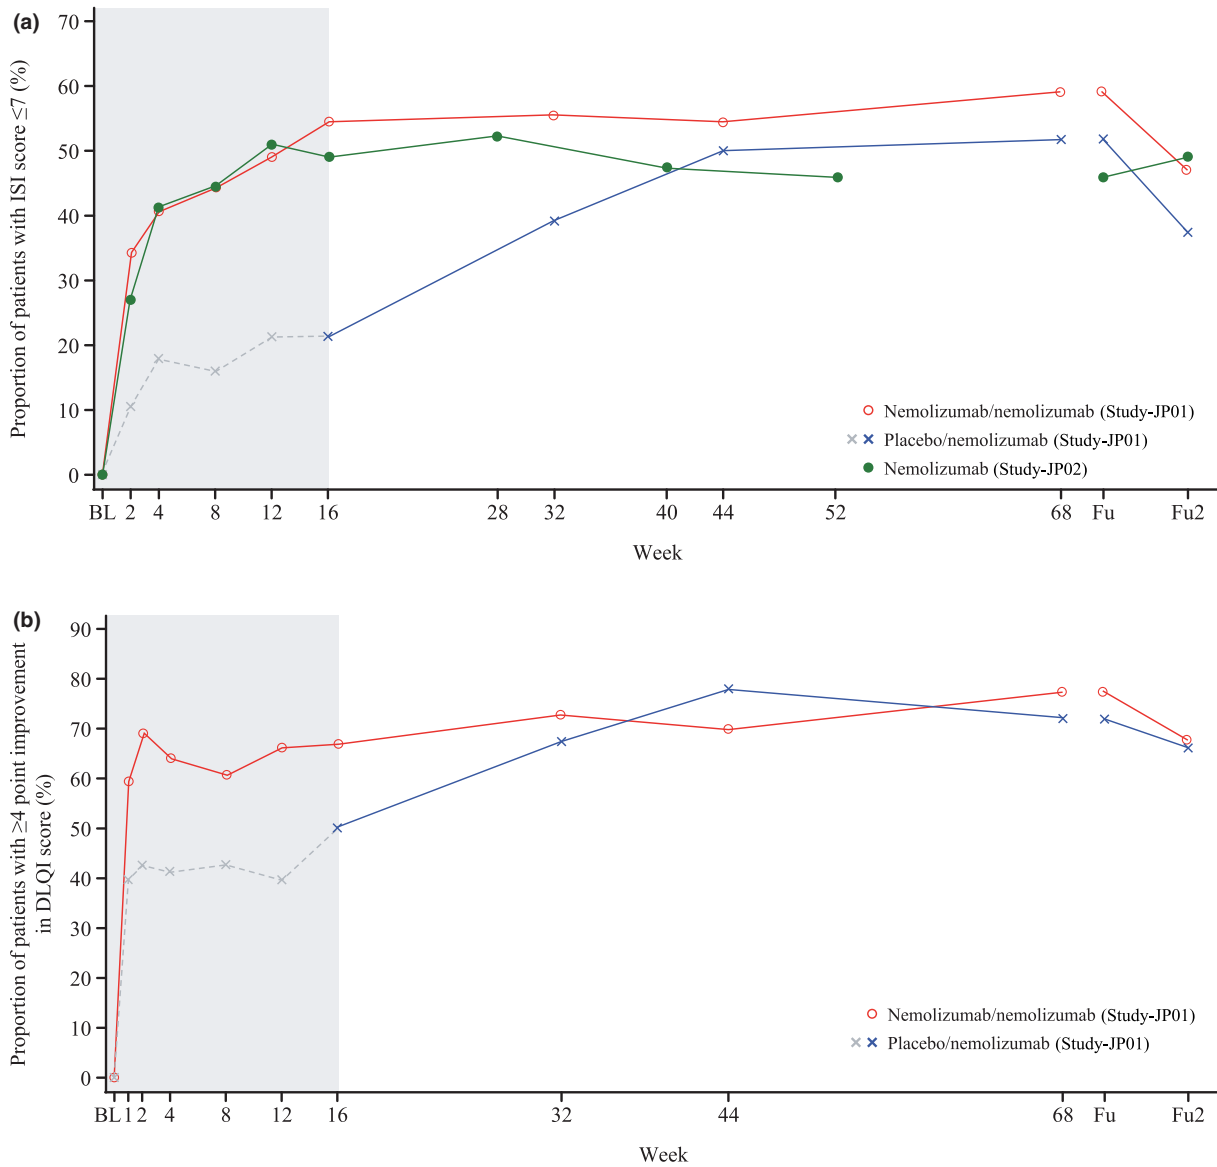 (a)
Proportion of patients with ISI score ≤7 (%)
70
60
50
40
30
20
10
0
BL 2 4 8 12 16 28 32 40 44 52 68 Fu Fu2
Week
Nemolizumab/nemolizumab (Study-JP01)
Placebo/nemolizumab (Study-JP01)
Nemolizumab (Study-JP02)
(b)
Proportion of patients with ≥4 point improvement
in DLQI score (%)
90
80
70
60
50
40
30
20
10
0
BL 1 2 4 8 12 16 32 44 68 Fu Fu2
Week
Nemolizumab/nemolizumab (Study-JP01)
Placebo/nemolizumab (Study-JP01)